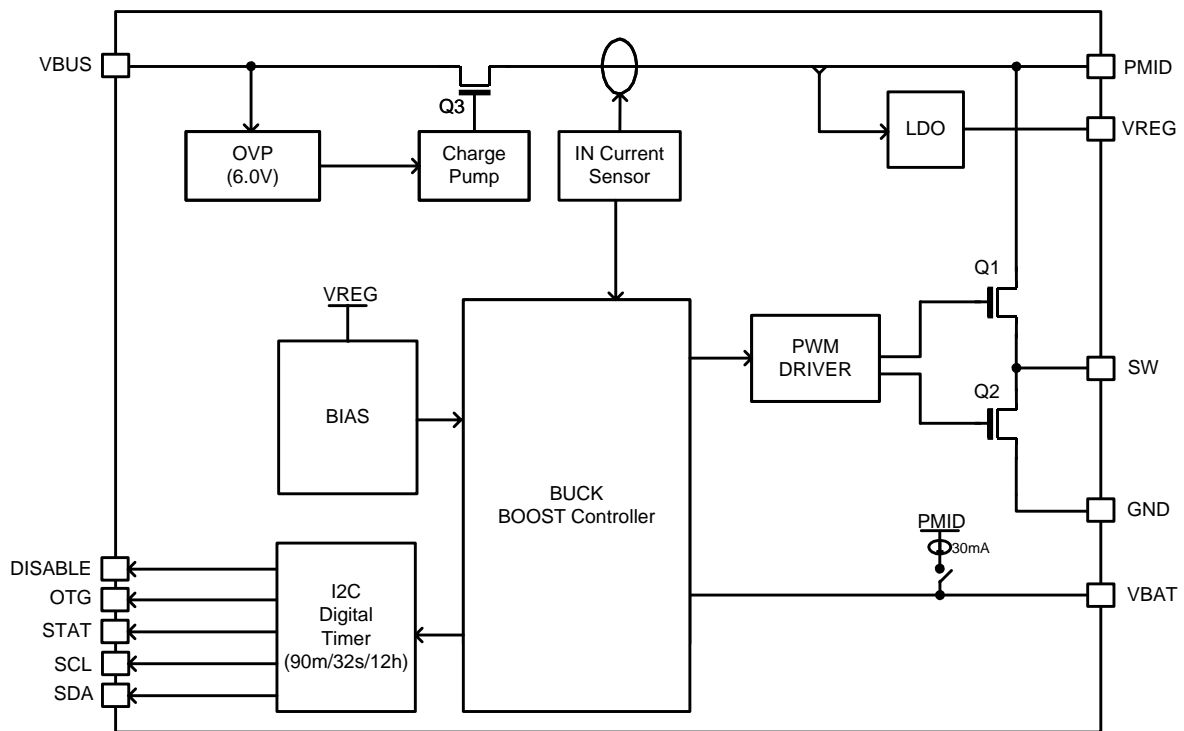 VBUS
PMID
Q3
LDO
VREG
OVP
(6.0V)
Charge
Pump
IN Current
Sensor
Q1
VREG
PWM
DRIVER
SW
BIAS
Q2
BUCK
BOOST Controller
GND
PMID
30mA
DISABLE
OTG
STAT
SCL
SDA
I2C
Digital
Timer
(90m/32s/12h)
VBAT